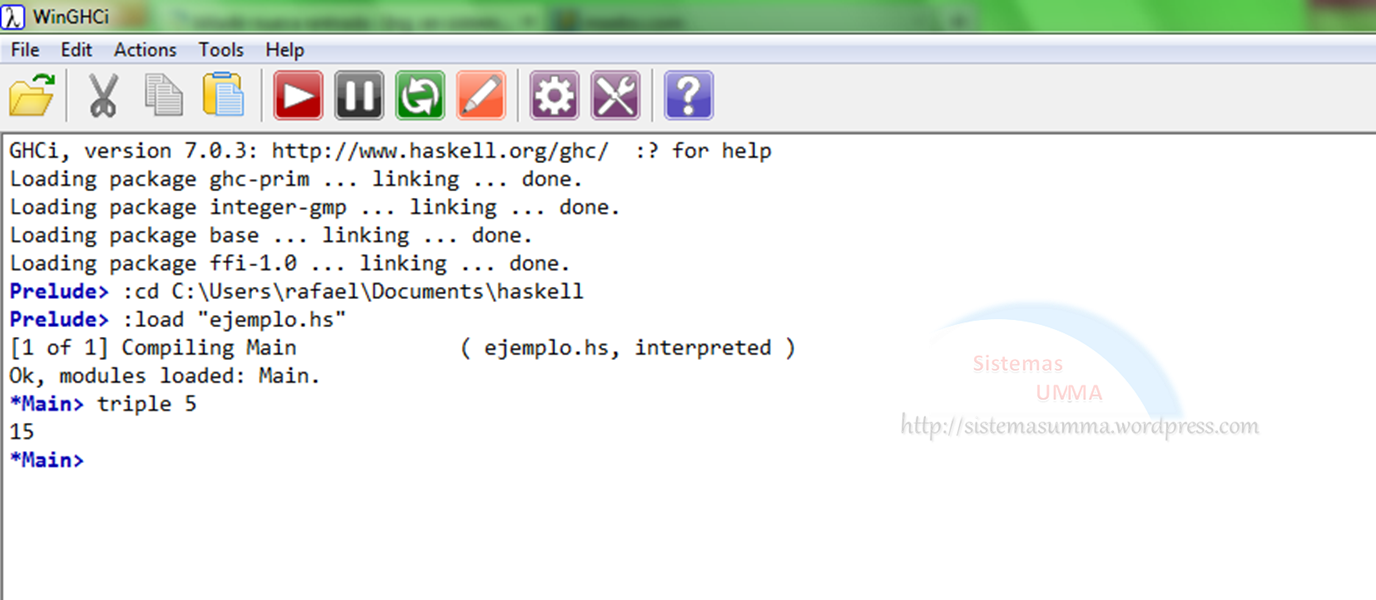 WinGHCi
File Edit Actions Tools Help
GHCi, version 7.0.3: http://www.haskell.org/ghc/  :? for help
Loading package ghc-prim ... linking ... done.
Loading package integer-gmp ... linking ... done.
Loading package base ... linking ... done.
Loading package ffi-1.0 ... linking ... done.
Prelude> :cd C:\Users\rafael\Documents\haskell
Prelude> :load "ejemplo.hs"
[1 of 1] Compiling Main             ( ejemplo.hs, interpreted )
Ok, modules loaded: Main.
*Main> triple 5
15
*Main>
Sistemas
UMMA
http://sistemasumma.wordpress.com